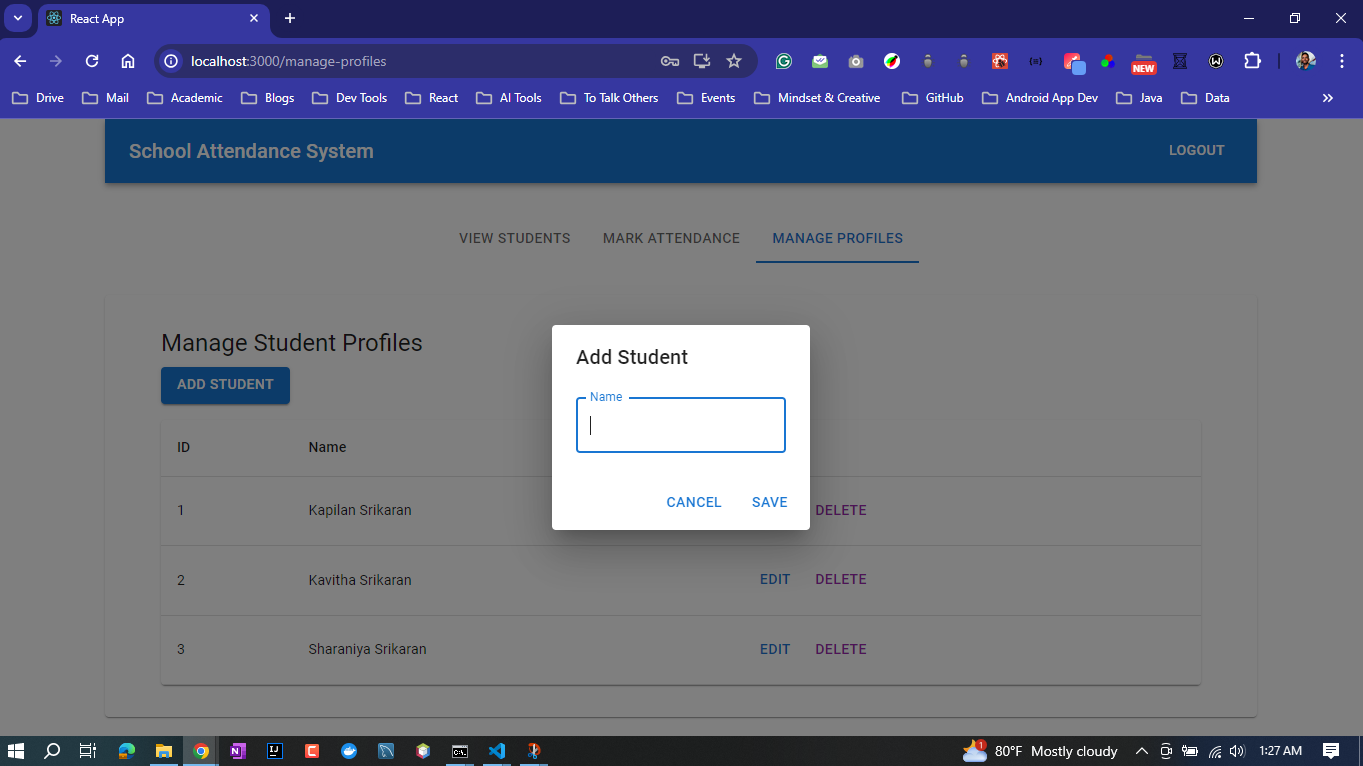 React App
localhost:3000/manage-profiles
NEW
Drive Mail Academic Blogs Dev Tools React AI Tools To Talk Others Events Mindset & Creative GitHub Android App Dev Java Data
School Attendance System LOGOUT
VIEW STUDENTS MARK ATTENDANCE MANAGE PROFILES
Manage Student Profiles
ADD STUDENT
Add Student
Name
CANCEL SAVE
ID Name
1 Kapilan Srikaran DELETE
2 Kavitha Srikaran EDIT DELETE
3 Sharaniya Srikaran EDIT DELETE
1 80°F Mostly cloudy 1:27 AM